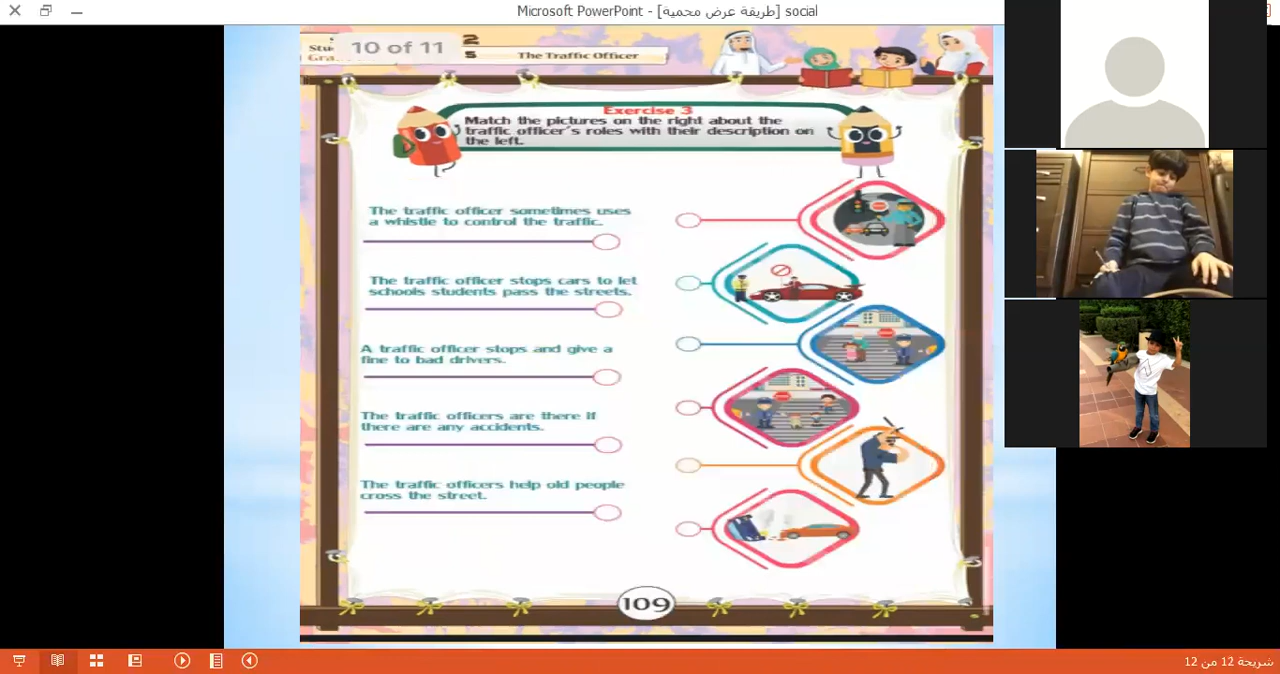 social [طريقة عرض محمية] - Microsoft PowerPoint
10 of 11
2
Stu
Gra
5
The Traffic Officer
Exercise 3
Match the pictures on the right about the
traffic officer's roles with their description on
the left.
The traffic officer sometimes uses
a whistle to control the traffic.
The traffic officer stops cars to let
schools students pass the streets.
A traffic officer stops and give a
fine to bad drivers.
The traffic officers are there if
there are any accidents.
The traffic officers help old people
cross the street.
109
شريحة 12 من 12